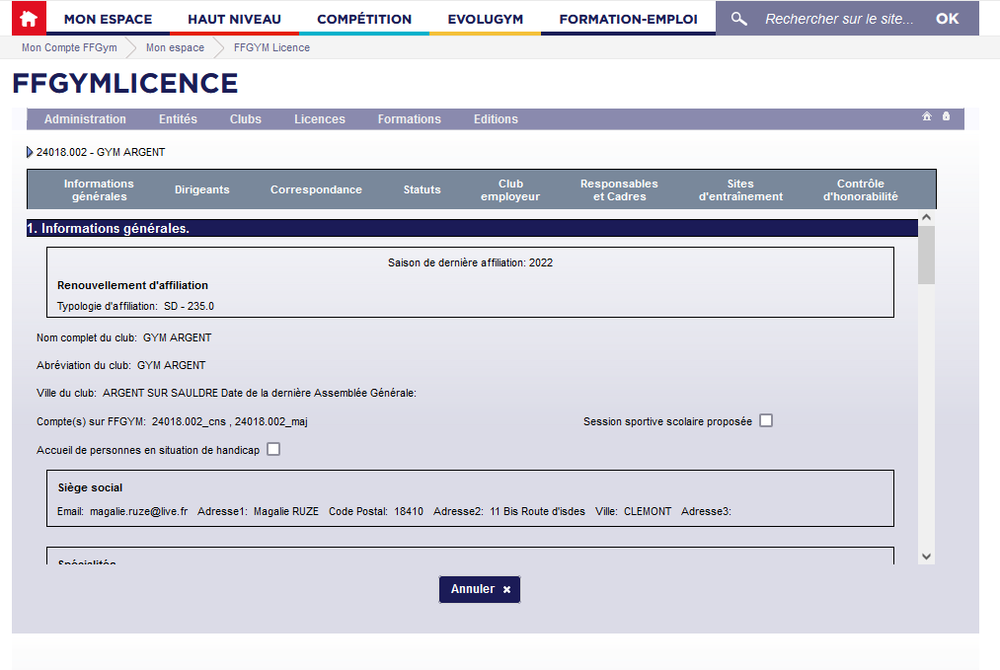 MON ESPACE HAUT NIVEAU COMPÉTITION EVOLUGYM FORMATION-EMPLOI Rechercher sur le site... OK
Mon Compte FFGym Mon espace FFGYM Licence
FFGYMLICENCE
Administration Entités Clubs Licences Formations Editions
24018.002 - GYM ARGENT
Informations générales Dirigeants Correspondance Statuts Club employeur Responsables et Cadres Sites d'entraînement Contrôle d'honorabilité
1. Informations générales.
Saison de dernière affiliation: 2022
Renouvellement d'affiliation
Typologie d'affiliation: SD - 235.0
Nom complet du club: GYM ARGENT
Abréviation du club: GYM ARGENT
Ville du club: ARGENT SUR SAULDRE Date de la dernière Assemblée Générale:
Compte(s) sur FFGYM: 24018.002_cns , 24018.002_maj Session sportive scolaire proposée
Accueil de personnes en situation de handicap
Siège social
Email: magalie.ruze@live.fr Adresse1: Magalie RUZE Code Postal: 18410 Adresse2: 11 Bis Route d'isdes Ville: CLEMONT Adresse3:
Spécialités
Annuler